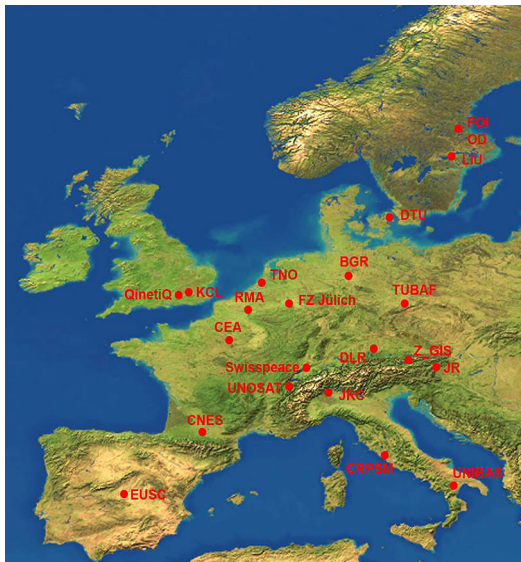 FOI
OD
LIU
DTU
BGR
TNO
QinetiQ
KCL
RMA
FZ Jülich
TUBAF
CEA
DLR
Z_GIS
Swisspeace
JR
UNOSAT
JRC
CNES
CRPSM
UNIBAS
EUSC